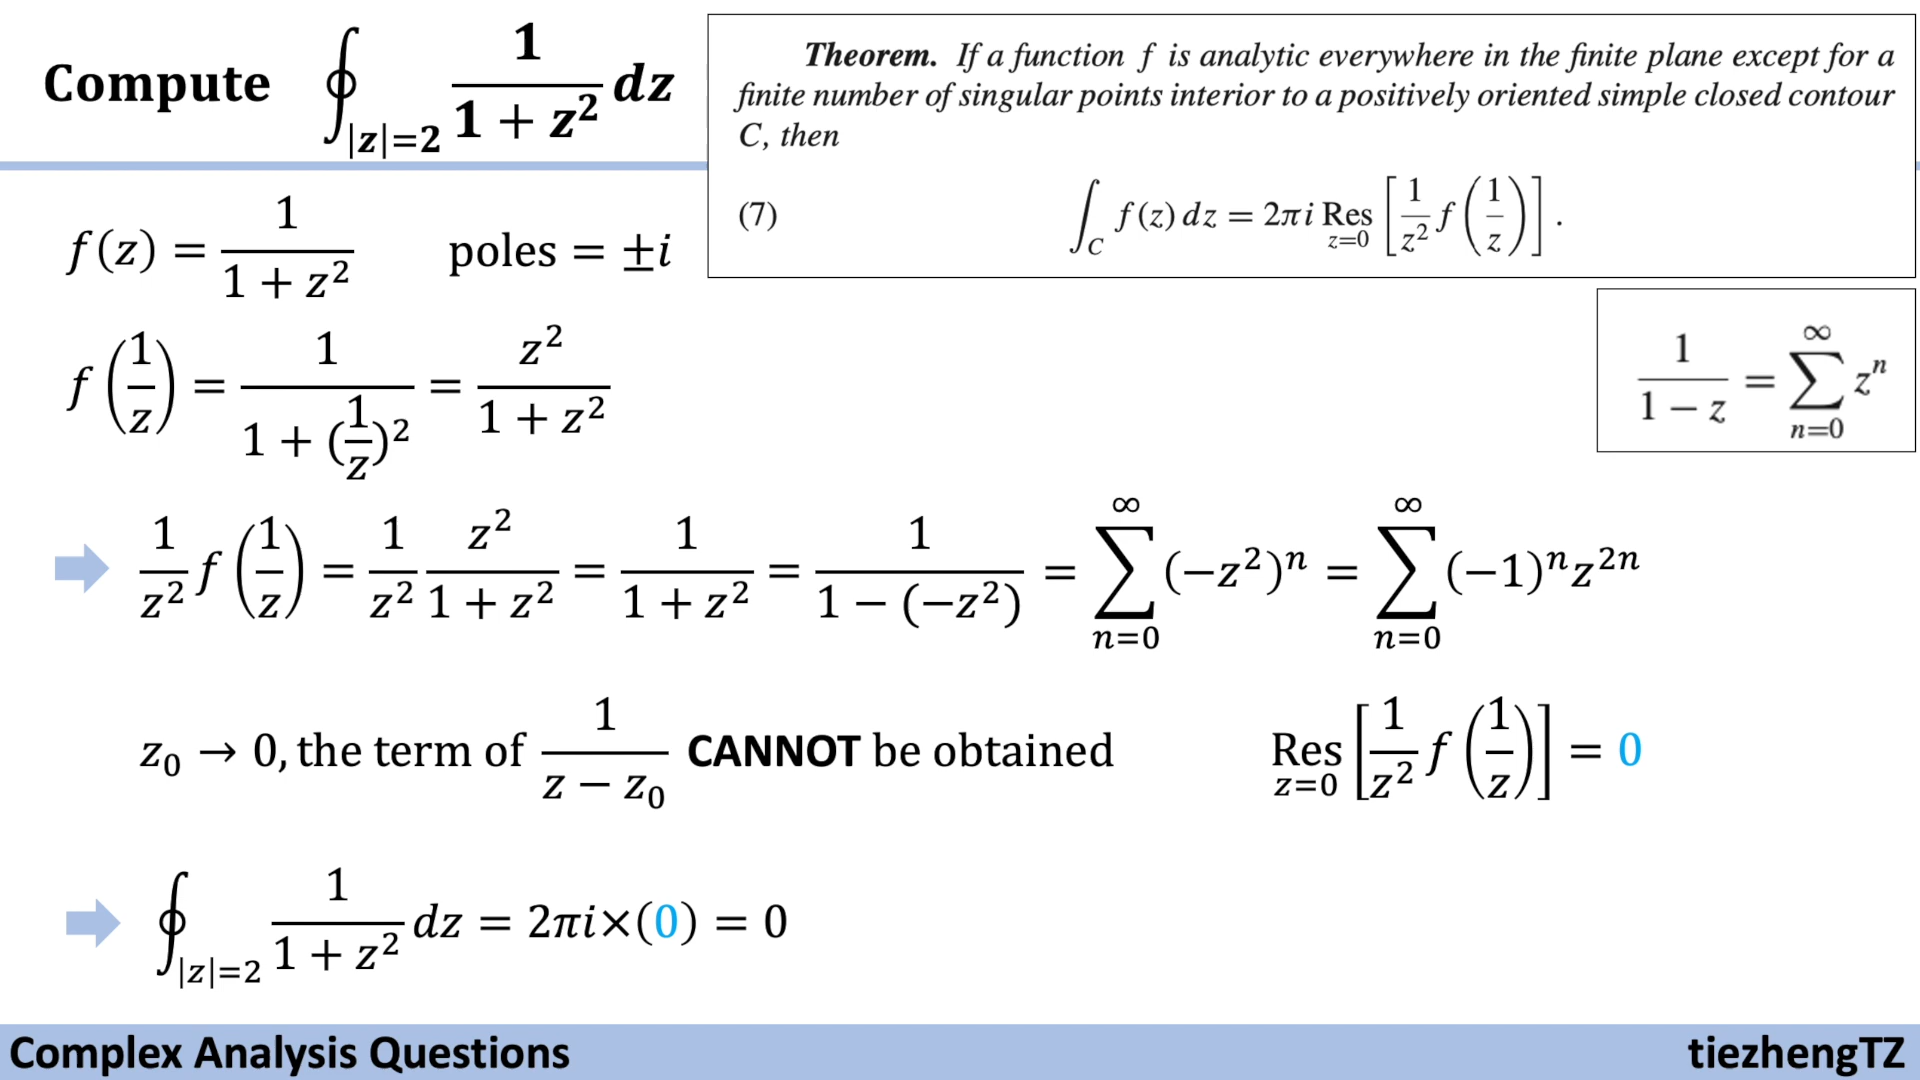 Compute ∮_{|z|=2} 1/(1 + z²) dz
Theorem. If a function f is analytic everywhere in the finite plane except for a
finite number of singular points interior to a positively oriented simple closed contour
C, then
(7) ∫_C f(z) dz = 2πi Res_{z=0} [1/z² f(1/z)].
f(z) = 1/(1 + z²) poles = ±i
1/(1 − z) = ∑_{n=0}^{∞} zⁿ
f(1/z) = 1/(1 + (1/z)²) = z²/(1 + z²)
1/z² f(1/z) = 1/z² z²/(1 + z²) = 1/(1 + z²) = 1/(1 − (−z²)) = ∑_{n=0}^{∞} (−z²)ⁿ = ∑_{n=0}^{∞} (−1)ⁿz²ⁿ
z₀ → 0, the term of 1/(z − z₀) CANNOT be obtained Res_{z=0} [1/z² f(1/z)] = 0
∮_{|z|=2} 1/(1 + z²) dz = 2πi×(0) = 0
Complex Analysis Questions tiezhengTZ